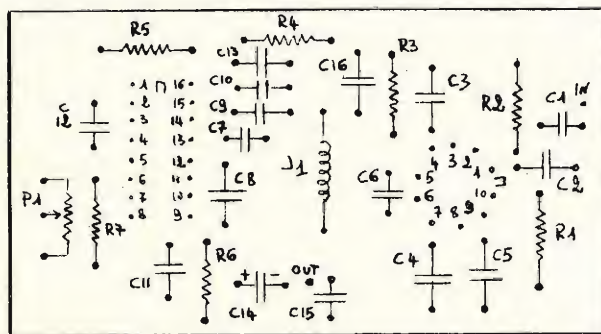 R5
R4
C13
C10
C9
C7
C16
R3
C3
R2
C1
IN
C2
C
12
1 16
2 15
3 14
4 13
5 12
6 11
7 10
8 9
C8
J1
C6
4 3 2 1
5
6
7 8 9 10
P1
R7
R6
C11
+ -
C14
OUT
C15
C4
C5
R1